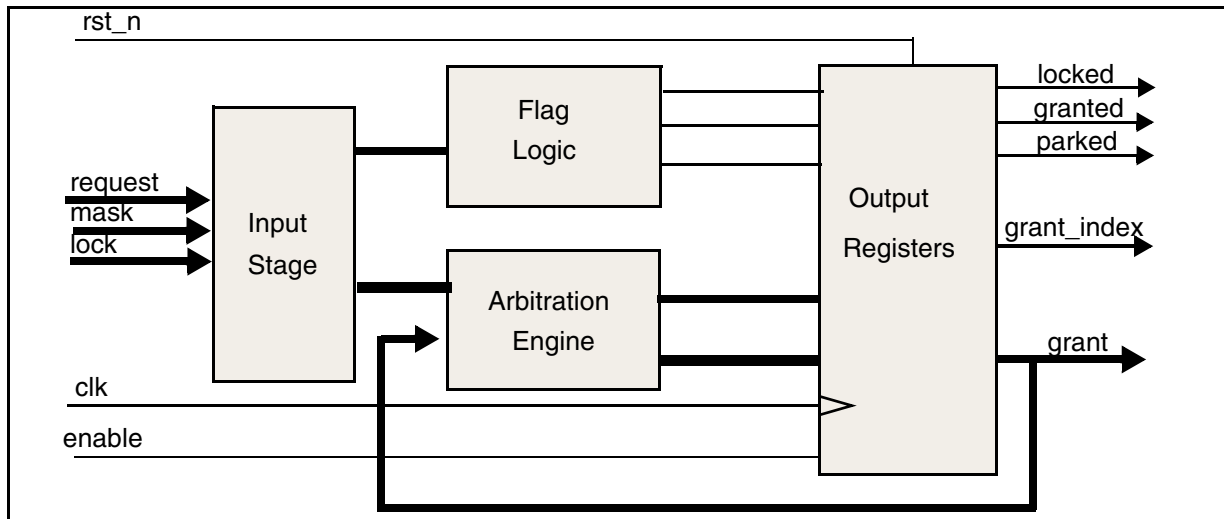 rst_n
locked
granted
parked
Flag
Logic
request
mask
lock
Input
Stage
Output
Registers
grant_index
Arbitration
Engine
grant
clk
enable